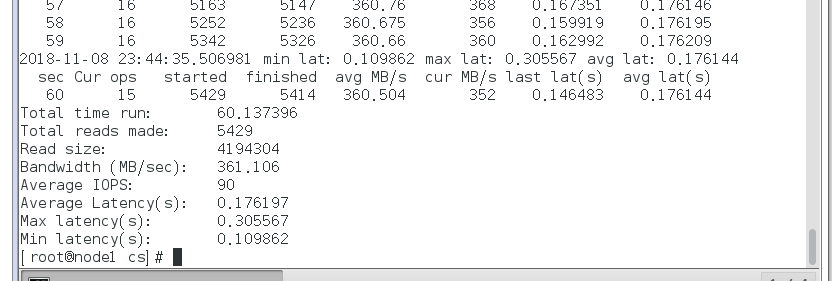 57 16 5163 5147 360.76 368 0.167351 0.176146
58 16 5252 5236 360.675 356 0.159919 0.176195
59 16 5342 5326 360.66 360 0.162992 0.176209
2018-11-08 23:44:35.506981 min lat: 0.109862 max lat: 0.305567 avg lat: 0.176144
sec Cur ops started finished avg MB/s cur MB/s last lat(s) avg lat(s)
60 15 5429 5414 360.504 352 0.146483 0.176144
Total time run: 60.137396
Total reads made: 5429
Read size: 4194304
Bandwidth (MB/sec): 361.106
Average IOPS: 90
Average Latency(s): 0.176197
Max latency(s): 0.305567
Min latency(s): 0.109862
[root@node1 cs]#